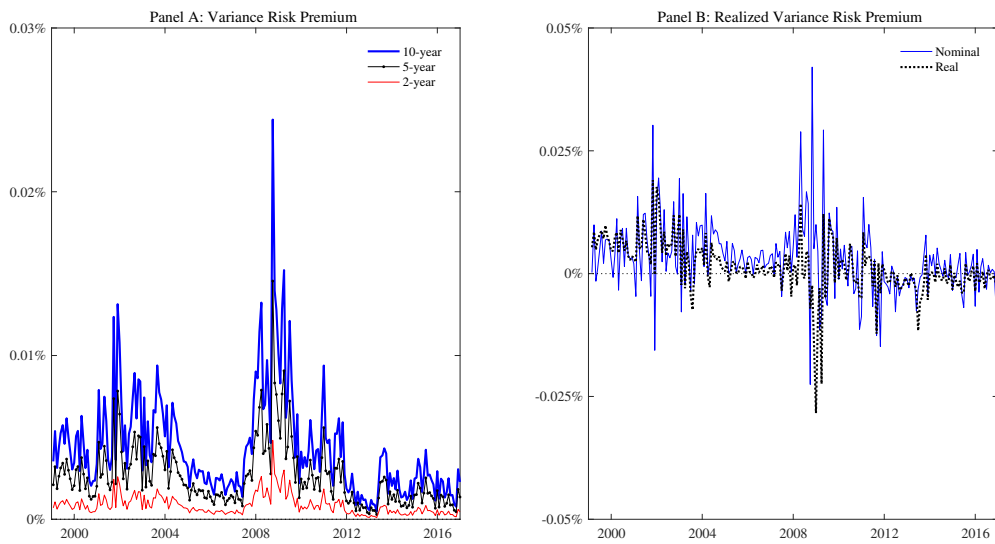 Panel A: Variance Risk Premium
0.03%
0.02%
0.01%
0%
10-year
5-year
2-year
2000
2004
2008
2012
2016
Panel B: Realized Variance Risk Premium
0.05%
0.025%
0%
-0.025%
-0.05%
Nominal
Real
2000
2004
2008
2012
2016